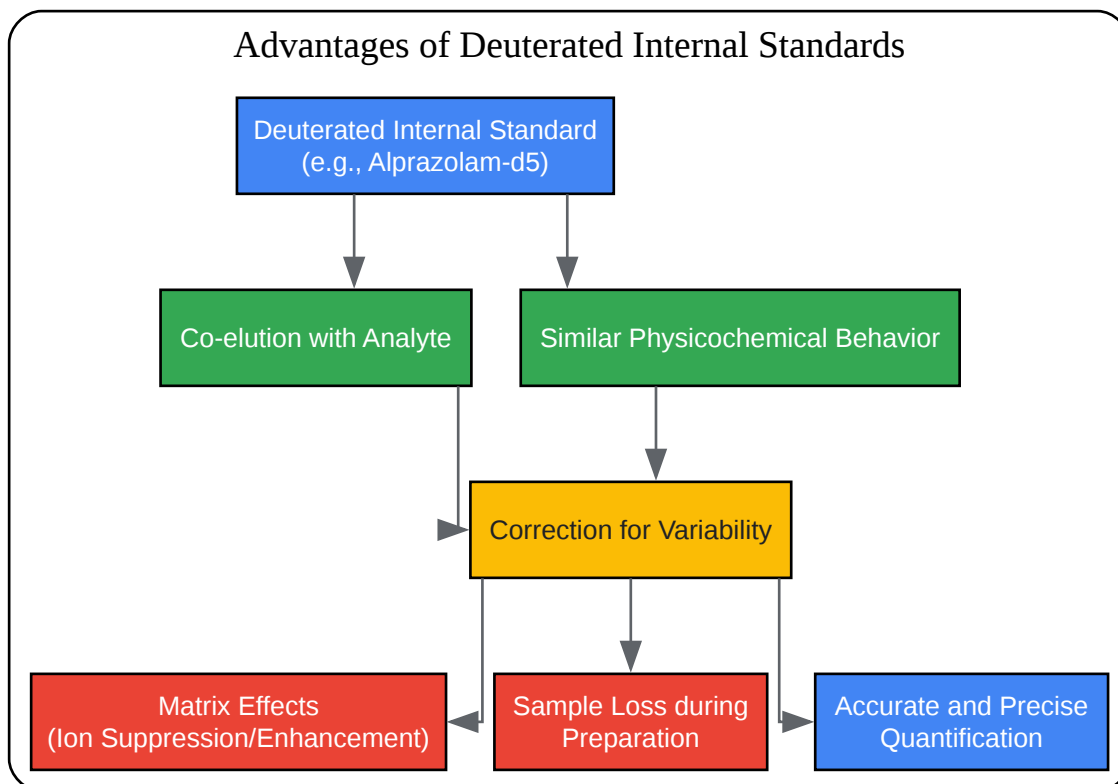 Advantages of Deuterated Internal Standards
Deuterated Internal Standard
(e.g., Alprazolam-d5)
Co-elution with Analyte
Similar Physicochemical Behavior
Correction for Variability
Matrix Effects
(Ion Suppression/Enhancement)
Sample Loss during
Preparation
Accurate and Precise
Quantification